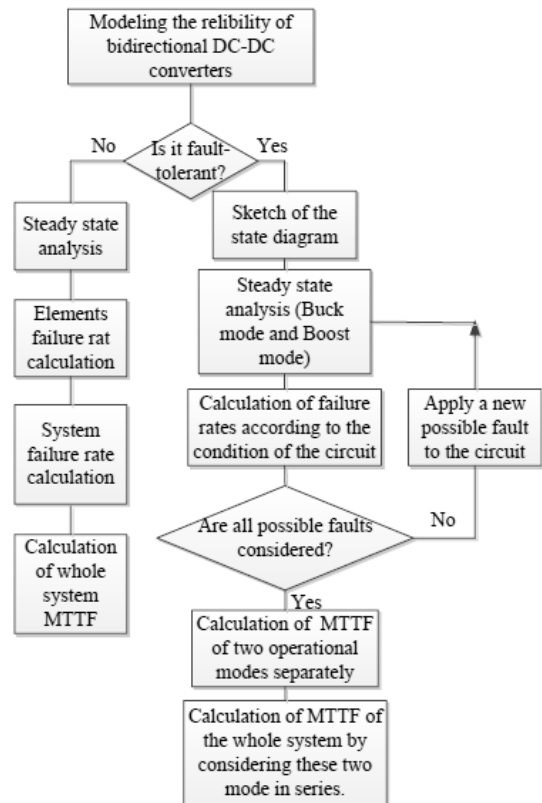 Modeling the relibility of
bidirectional DC-DC
converters
No
Is it fault-
tolerant?
Yes
Steady state
analysis
Elements
failure rat
calculation
System
failure rate
calculation
Calculation
of whole
system
MTTF
Sketch of the
state diagram
Steady state
analysis (Buck
mode and Boost
mode)
Calculation of failure
rates according to the
condition of the circuit
Apply a new
possible fault
to the circuit
Are all possible faults
considered?
No
Yes
Calculation of MTTF
of two operational
modes separately
Calculation of MTTF of
the whole system by
considering these two
mode in series.